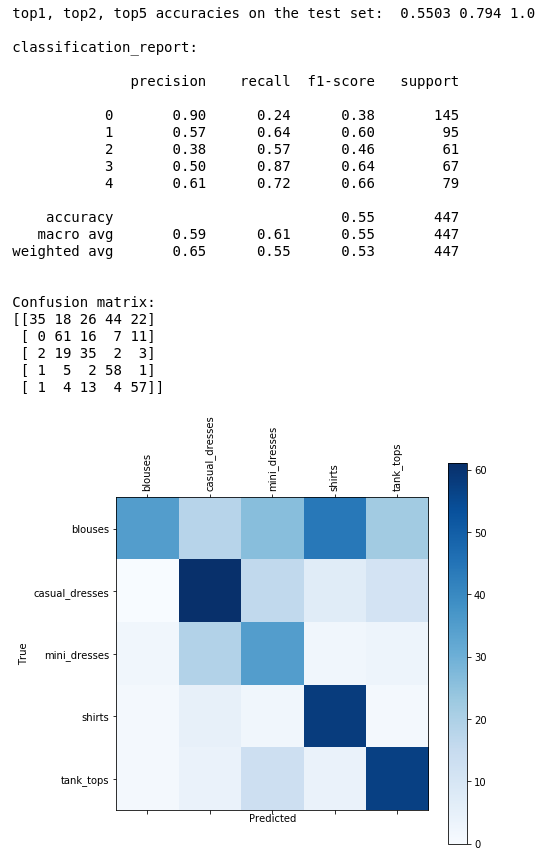 top1, top2, top5 accuracies on the test set:  0.5503 0.794 1.0
classification_report:
precision    recall  f1-score   support
0       0.90      0.24      0.38       145
1       0.57      0.64      0.60        95
2       0.38      0.57      0.46        61
3       0.50      0.87      0.64        67
4       0.61      0.72      0.66        79
accuracy                           0.55       447
macro avg       0.59      0.61      0.55       447
weighted avg       0.65      0.55      0.53       447
Confusion matrix:
[[35 18 26 44 22]
[ 0 61 16  7 11]
[ 2 19 35  2  3]
[ 1  5  2 58  1]
[ 1  4 13  4 57]]
blouses
casual_dresses
mini_dresses
shirts
tank_tops
60
50
40
30
20
10
0
True
blouses
casual_dresses
mini_dresses
shirts
tank_tops
Predicted